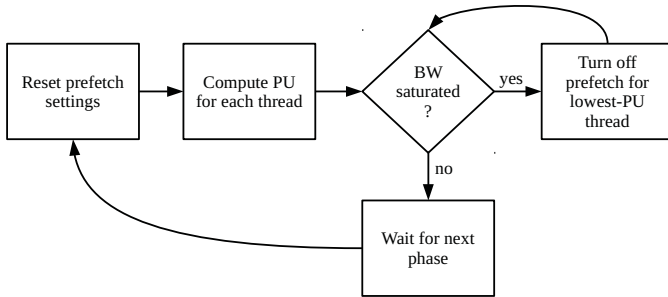 Reset prefetch
settings
Compute PU
for each thread
BW
saturated
?
yes
Turn off
prefetch for
lowest-PU
thread
no
Wait for next
phase